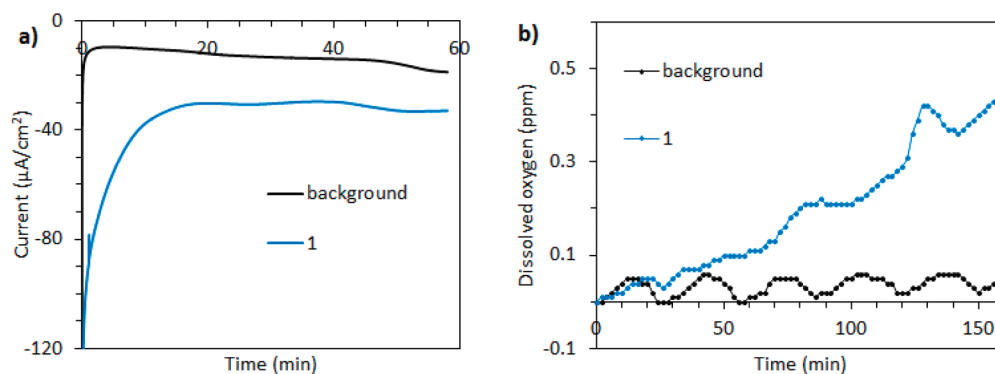 a)
0
0
20
40
60
-40
-80
-120
Current (µA/cm²)
background
1
Time (min)
b)
0.5
0.3
0.1
-0.1
Dissolved oxygen (ppm)
background
1
0
50
100
150
Time (min)